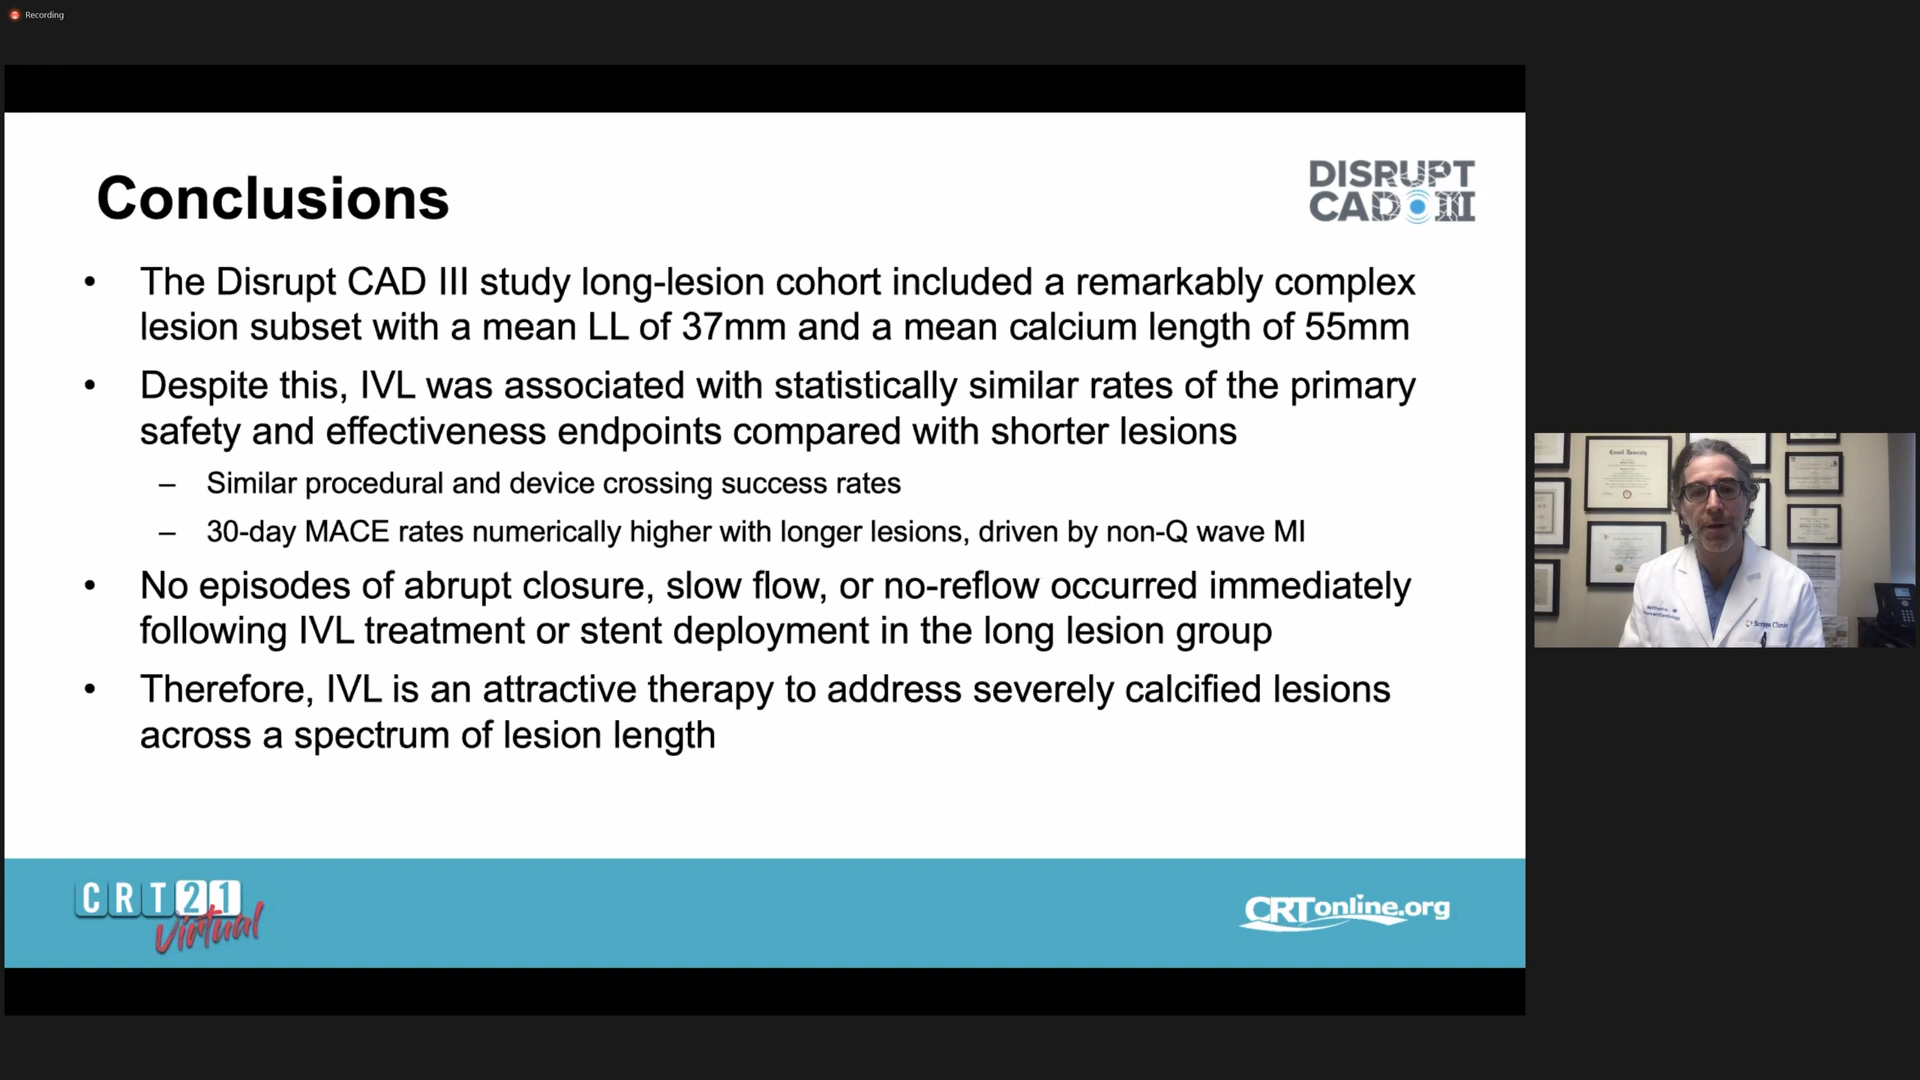 Recording
Conclusions
DISRUPT
CAD III
• The Disrupt CAD III study long-lesion cohort included a remarkably complex
lesion subset with a mean LL of 37mm and a mean calcium length of 55mm
• Despite this, IVL was associated with statistically similar rates of the primary
safety and effectiveness endpoints compared with shorter lesions
– Similar procedural and device crossing success rates
– 30-day MACE rates numerically higher with longer lesions, driven by non-Q wave MI
• No episodes of abrupt closure, slow flow, or no-reflow occurred immediately
following IVL treatment or stent deployment in the long lesion group
• Therefore, IVL is an attractive therapy to address severely calcified lesions
across a spectrum of lesion length
CRT21
Virtual
CRTonline.org
Cornell University
Scripps Clinic